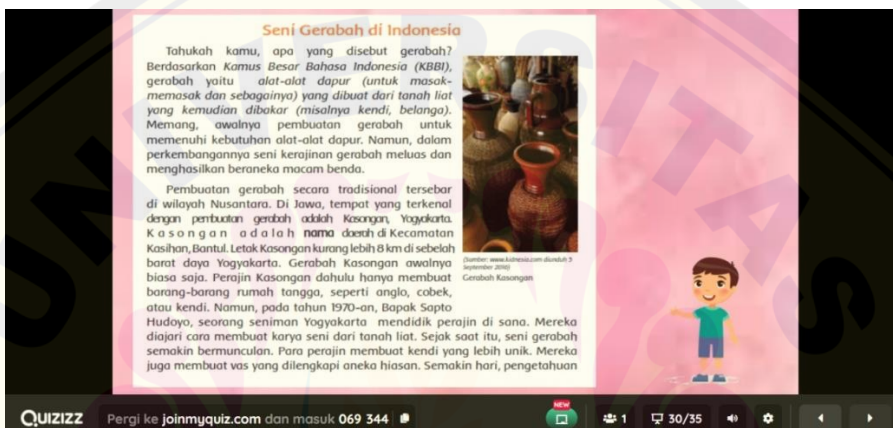 Seni Gerabah di Indonesia
Tahukah kamu, apa yang disebut gerabah?
Berdasarkan Kamus Besar Bahasa Indonesia (KBBI),
gerabah yaitu alat-alat dapur (untuk masak-
memasak dan sebagainya) yang dibuat dari tanah liat
yang kemudian dibakar (misalnya kendi, belanga).
Memang, awalnya pembuatan gerabah untuk
memenuhi kebutuhan alat-alat dapur. Namun, dalam
perkembangannya seni kerajinan gerabah meluas dan
menghasilkan beraneka macam benda.
Pembuatan gerabah secara tradisional tersebar
di wilayah Nusantara. Di Jawa, tempat yang terkenal
dengan pembuatan gerabah adalah Kasongan, Yogyakarta.
Kasongan adalah nama daerah di Kecamatan
Kasihan, Bantul. Letak Kasongan kurang lebih 8 km di sebelah
barat daya Yogyakarta. Gerabah Kasongan awalnya
biasa saja. Perajin Kasongan dahulu hanya membuat
barang-barang rumah tangga, seperti anglo, cobek,
atau kendi. Namun, pada tahun 1970-an, Bapak Sapto
Hudoyo, seorang seniman Yogyakarta mendidik perajin di sana. Mereka
diajari cara membuat karya seni dari tanah liat. Sejak saat itu, seni gerabah
semakin bermunculan. Para perajin membuat kendi yang lebih unik. Mereka
juga membuat vas yang dilengkapi aneka hiasan. Semakin hari, pengetahuan
(Sumber: www.kidnesia.com diunduh 5
September 2018)
Gerabah Kasongan
UNIVERSITAS
Quizizz Pergi ke joinmyquiz.com dan masuk 069 344
NEW
1
30/35